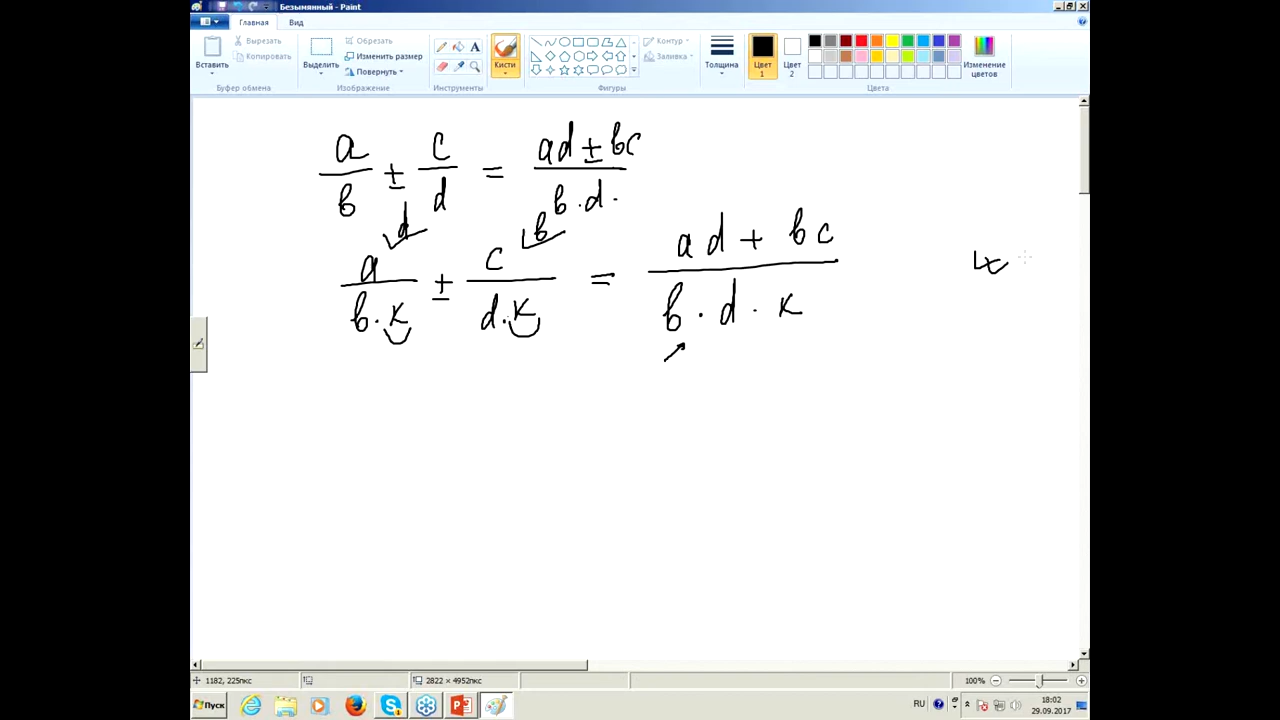 Безымянный - Paint
Главная Вид
Вставить
Вырезать
Копировать
Буфер обмена
Выделить
Обрезать
Изменить размер
Повернуть
Изображение
A
Инструменты
Кисти
Контур
Заливка
Фигуры
Толщина
Цвет 1
Цвет 2
Изменение цветов
Цвета
a/b ± c/d = (ad ± bc)/(b · d ·)
d b
a/(b · k) ± c/(d · k) = (ad + bc)/(b · d · k)
1182, 225пкс
2822 × 4952пкс
100%
Пуск
RU
18:02
29.09.2017